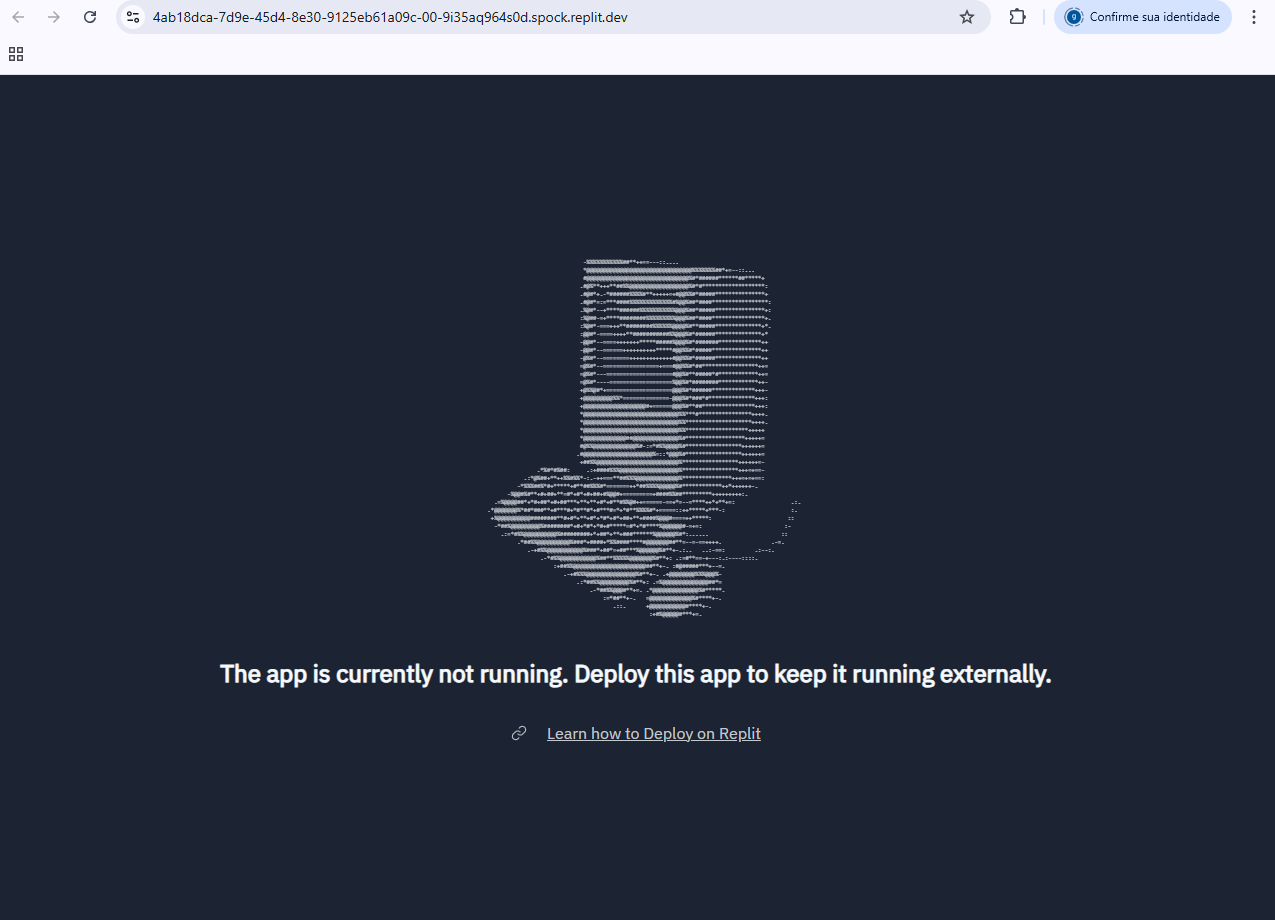 4ab18dca-7d9e-45d4-8e30-9125eb61a09c-00-9i35aq964s0d.spock.replit.dev
g
Confirme sua identidade
The app is currently not running. Deploy this app to keep it running externally.
Learn how to Deploy on Replit